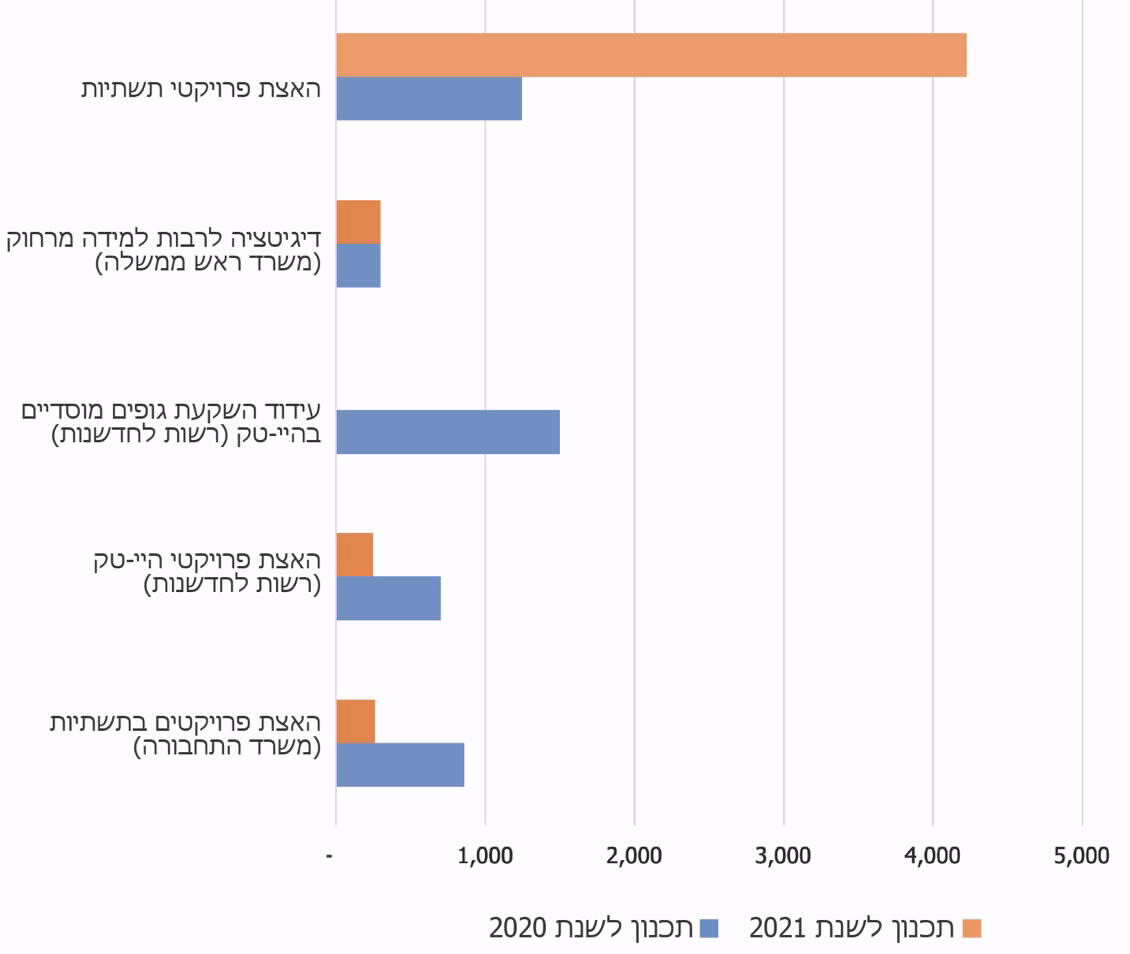 האצת פרויקטי תשתיות
דיגיטציה לרבות למידה מרחוק
(משרד ראש ממשלה)
עידוד השקעת גופים מוסדיים
בהיי-טק (רשות לחדשנות)
האצת פרויקטי היי-טק
(רשות לחדשנות)
האצת פרויקטים בתשתיות
(משרד התחבורה)
- 1,000 2,000 3,000 4,000 5,000
תכנון לשנת 2021 תכנון לשנת 2020